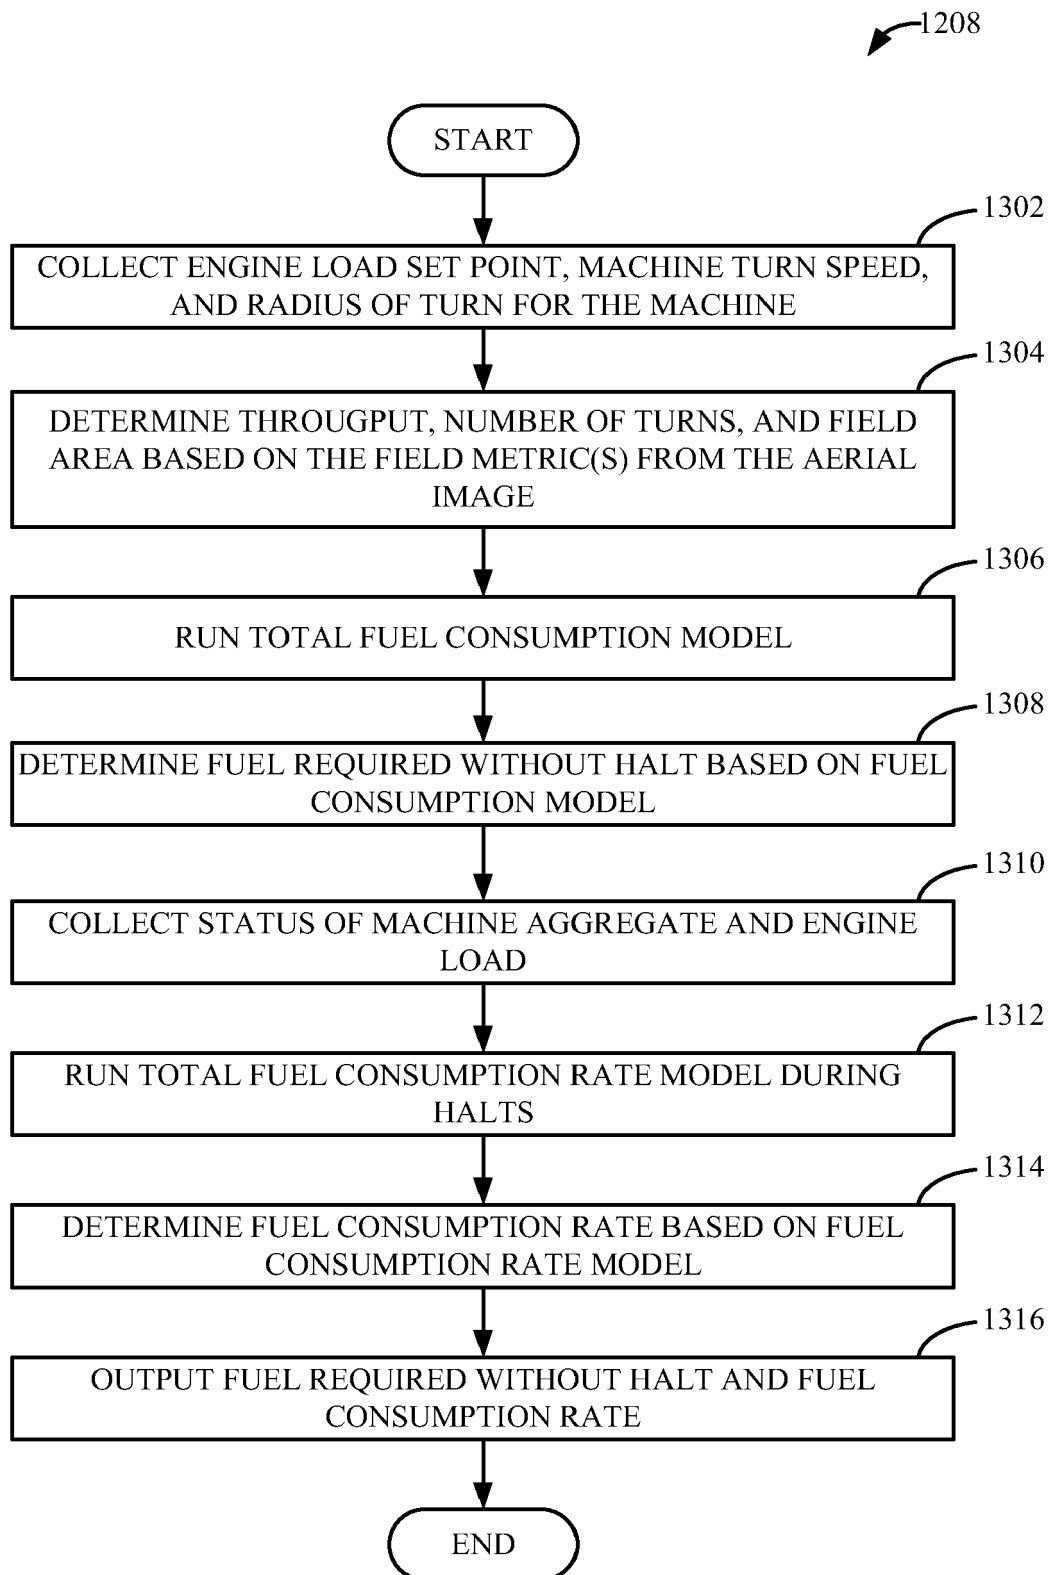 1208
START
1302
COLLECT ENGINE LOAD SET POINT, MACHINE TURN SPEED,
AND RADIUS OF TURN FOR THE MACHINE
1304
DETERMINE THROUGPUT, NUMBER OF TURNS, AND FIELD
AREA BASED ON THE FIELD METRIC(S) FROM THE AERIAL
IMAGE
1306
RUN TOTAL FUEL CONSUMPTION MODEL
1308
DETERMINE FUEL REQUIRED WITHOUT HALT BASED ON FUEL
CONSUMPTION MODEL
1310
COLLECT STATUS OF MACHINE AGGREGATE AND ENGINE
LOAD
1312
RUN TOTAL FUEL CONSUMPTION RATE MODEL DURING
HALTS
1314
DETERMINE FUEL CONSUMPTION RATE BASED ON FUEL
CONSUMPTION RATE MODEL
1316
OUTPUT FUEL REQUIRED WITHOUT HALT AND FUEL
CONSUMPTION RATE
END